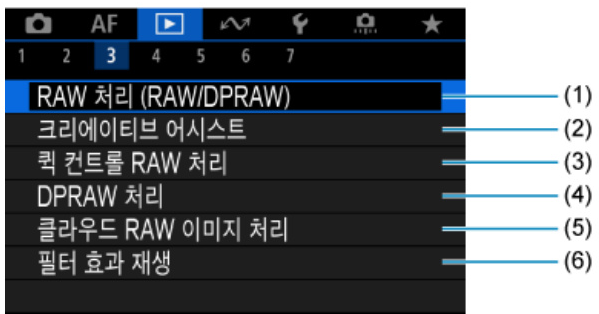 AF
1 2 3 4 5 6 7
RAW 처리 (RAW/DPRAW) (1)
크리에이티브 어시스트 (2)
퀵 컨트롤 RAW 처리 (3)
DPRAW 처리 (4)
클라우드 RAW 이미지 처리 (5)
필터 효과 재생 (6)